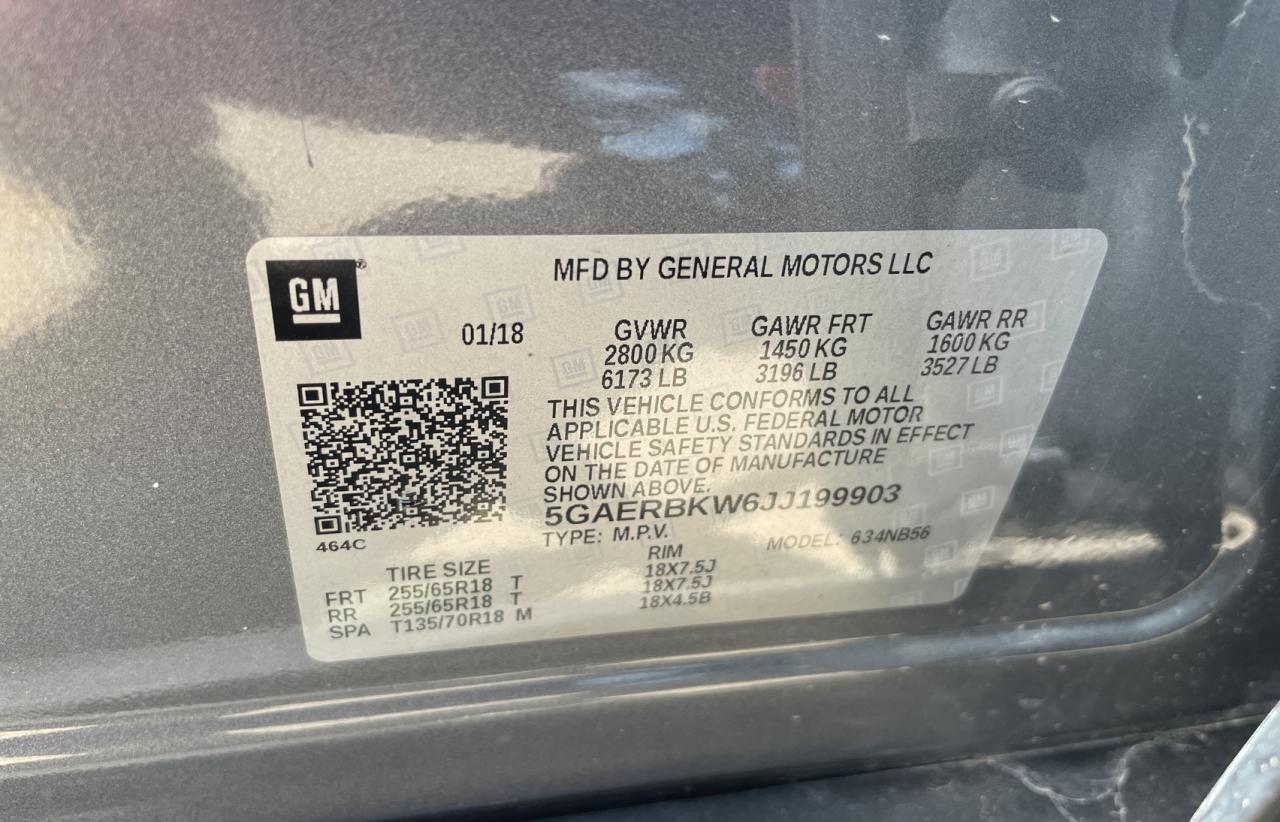 GM
MFD BY GENERAL MOTORS LLC
01/18 GVWR GAWR FRT GAWR RR
2800 KG 1450 KG 1600 KG
6173 LB 3196 LB 3527 LB
THIS VEHICLE CONFORMS TO ALL
APPLICABLE U.S. FEDERAL MOTOR
VEHICLE SAFETY STANDARDS IN EFFECT
ON THE DATE OF MANUFACTURE
SHOWN ABOVE.
5GAERBKW6JJ199903
464C TYPE: M.P.V. MODEL: 634NB56
TIRE SIZE RIM
FRT 255/65R18 T 18X7.5J
RR 255/65R18 T 18X7.5J
SPA T135/70R18 M 18X4.5B